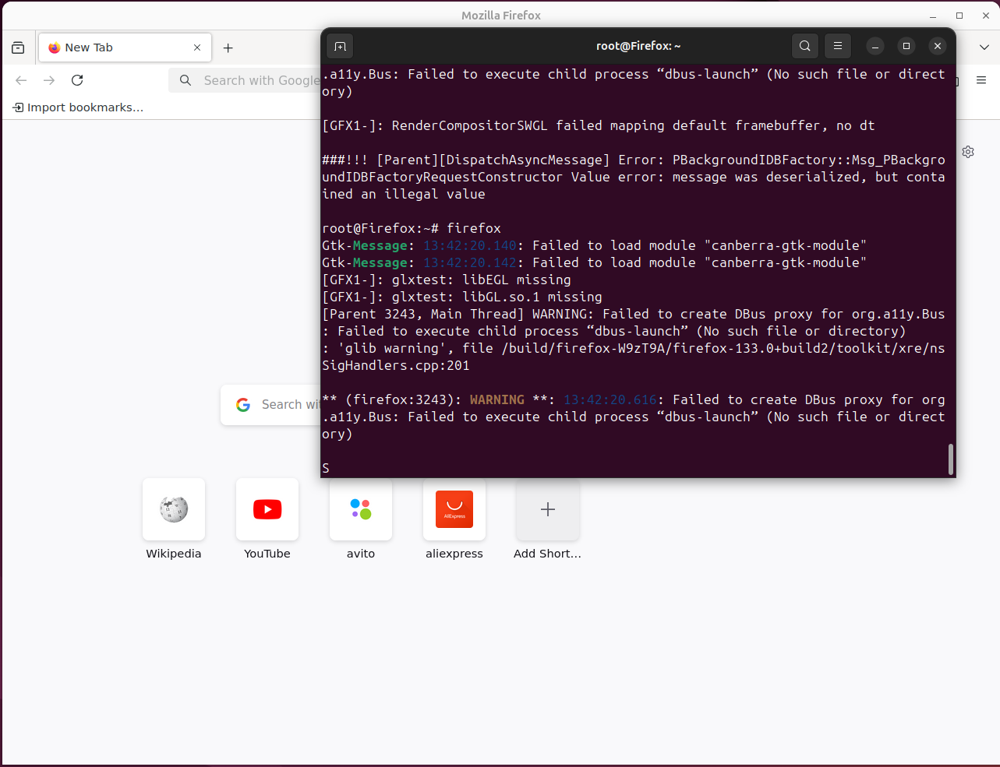 Mozilla Firefox
New Tab
root@Firefox: ~
Search with Google
Import bookmarks...
.a11y.Bus: Failed to execute child process “dbus-launch” (No such file or direct
ory)
[GFX1-]: RenderCompositorSWGL failed mapping default framebuffer, no dt
###!!! [Parent][DispatchAsyncMessage] Error: PBackgroundIDBFactory::Msg_PBackgro
undIDBFactoryRequestConstructor Value error: message was deserialized, but conta
ined an illegal value
root@Firefox:~# firefox
Gtk-Message: 13:42:20.140: Failed to load module "canberra-gtk-module"
Gtk-Message: 13:42:20.142: Failed to load module "canberra-gtk-module"
[GFX1-]: glxtest: libEGL missing
[GFX1-]: glxtest: libGL.so.1 missing
[Parent 3243, Main Thread] WARNING: Failed to create DBus proxy for org.a11y.Bus
: Failed to execute child process “dbus-launch” (No such file or directory)
: 'glib warning', file /build/firefox-W9zT9A/firefox-133.0+build2/toolkit/xre/ns
SigHandlers.cpp:201
** (firefox:3243): WARNING **: 13:42:20.616: Failed to create DBus proxy for org
.a11y.Bus: Failed to execute child process “dbus-launch” (No such file or direct
ory)
S
Search wit
AliExpress
Wikipedia
YouTube
avito
aliexpress
Add Short...